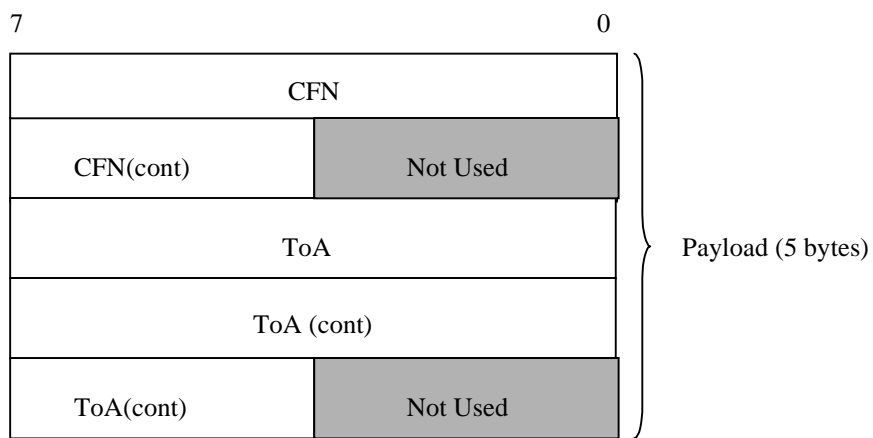 7 0
CFN
CFN(cont) Not Used
ToA
Payload (5 bytes)
ToA (cont)
ToA(cont) Not Used